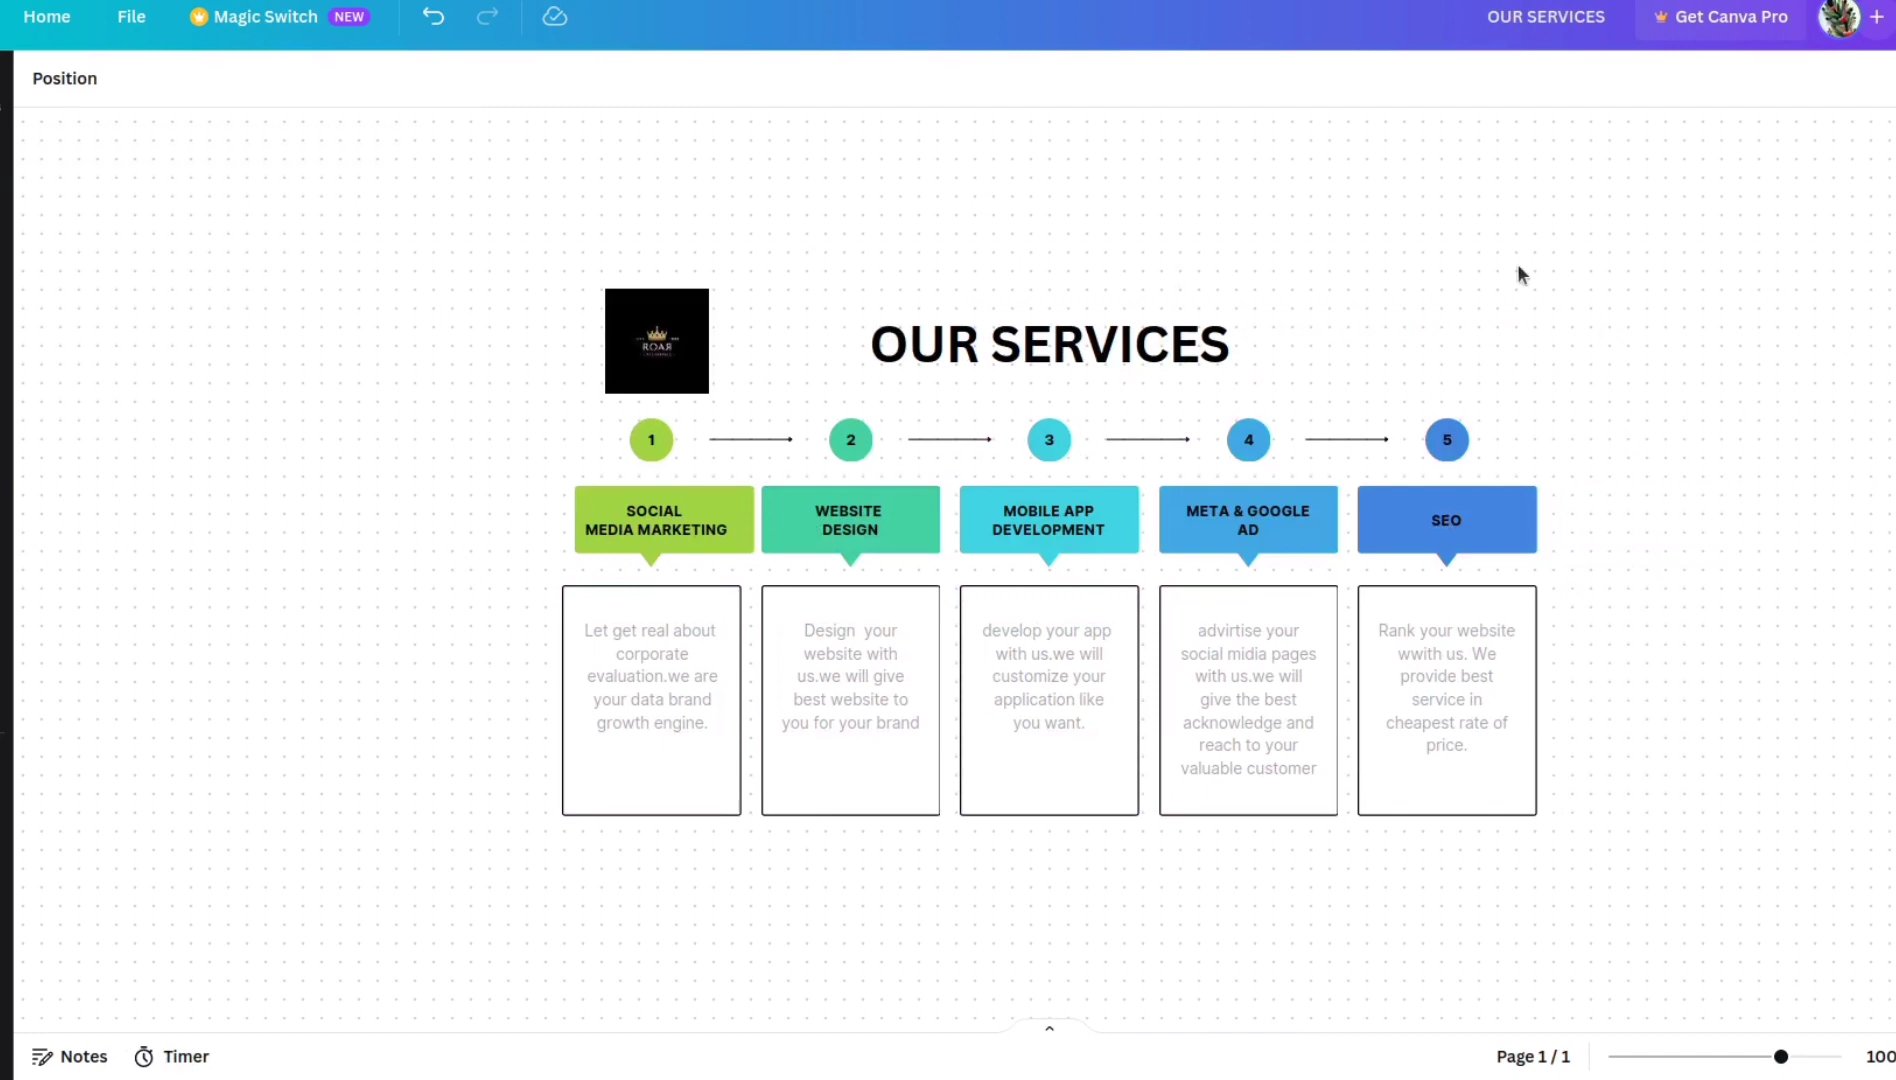 Home File Magic Switch NEW OUR SERVICES Get Canva Pro +
Position
ROAR
OUR SERVICES
1 2 3 4 5
SOCIAL
MEDIA MARKETING
WEBSITE
DESIGN
MOBILE APP
DEVELOPMENT
META & GOOGLE
AD
SEO
Let get real about
corporate
evaluation.we are
your data brand
growth engine.
Design your
website with
us.we will give
best website to
you for your brand
develop your app
with us.we will
customize your
application like
you want.
advirtise your
social midia pages
with us.we will
give the best
acknowledge and
reach to your
valuable customer
Rank your website
wwith us. We
provide best
service in
cheapest rate of
price.
Notes Timer Page 1 / 1 100